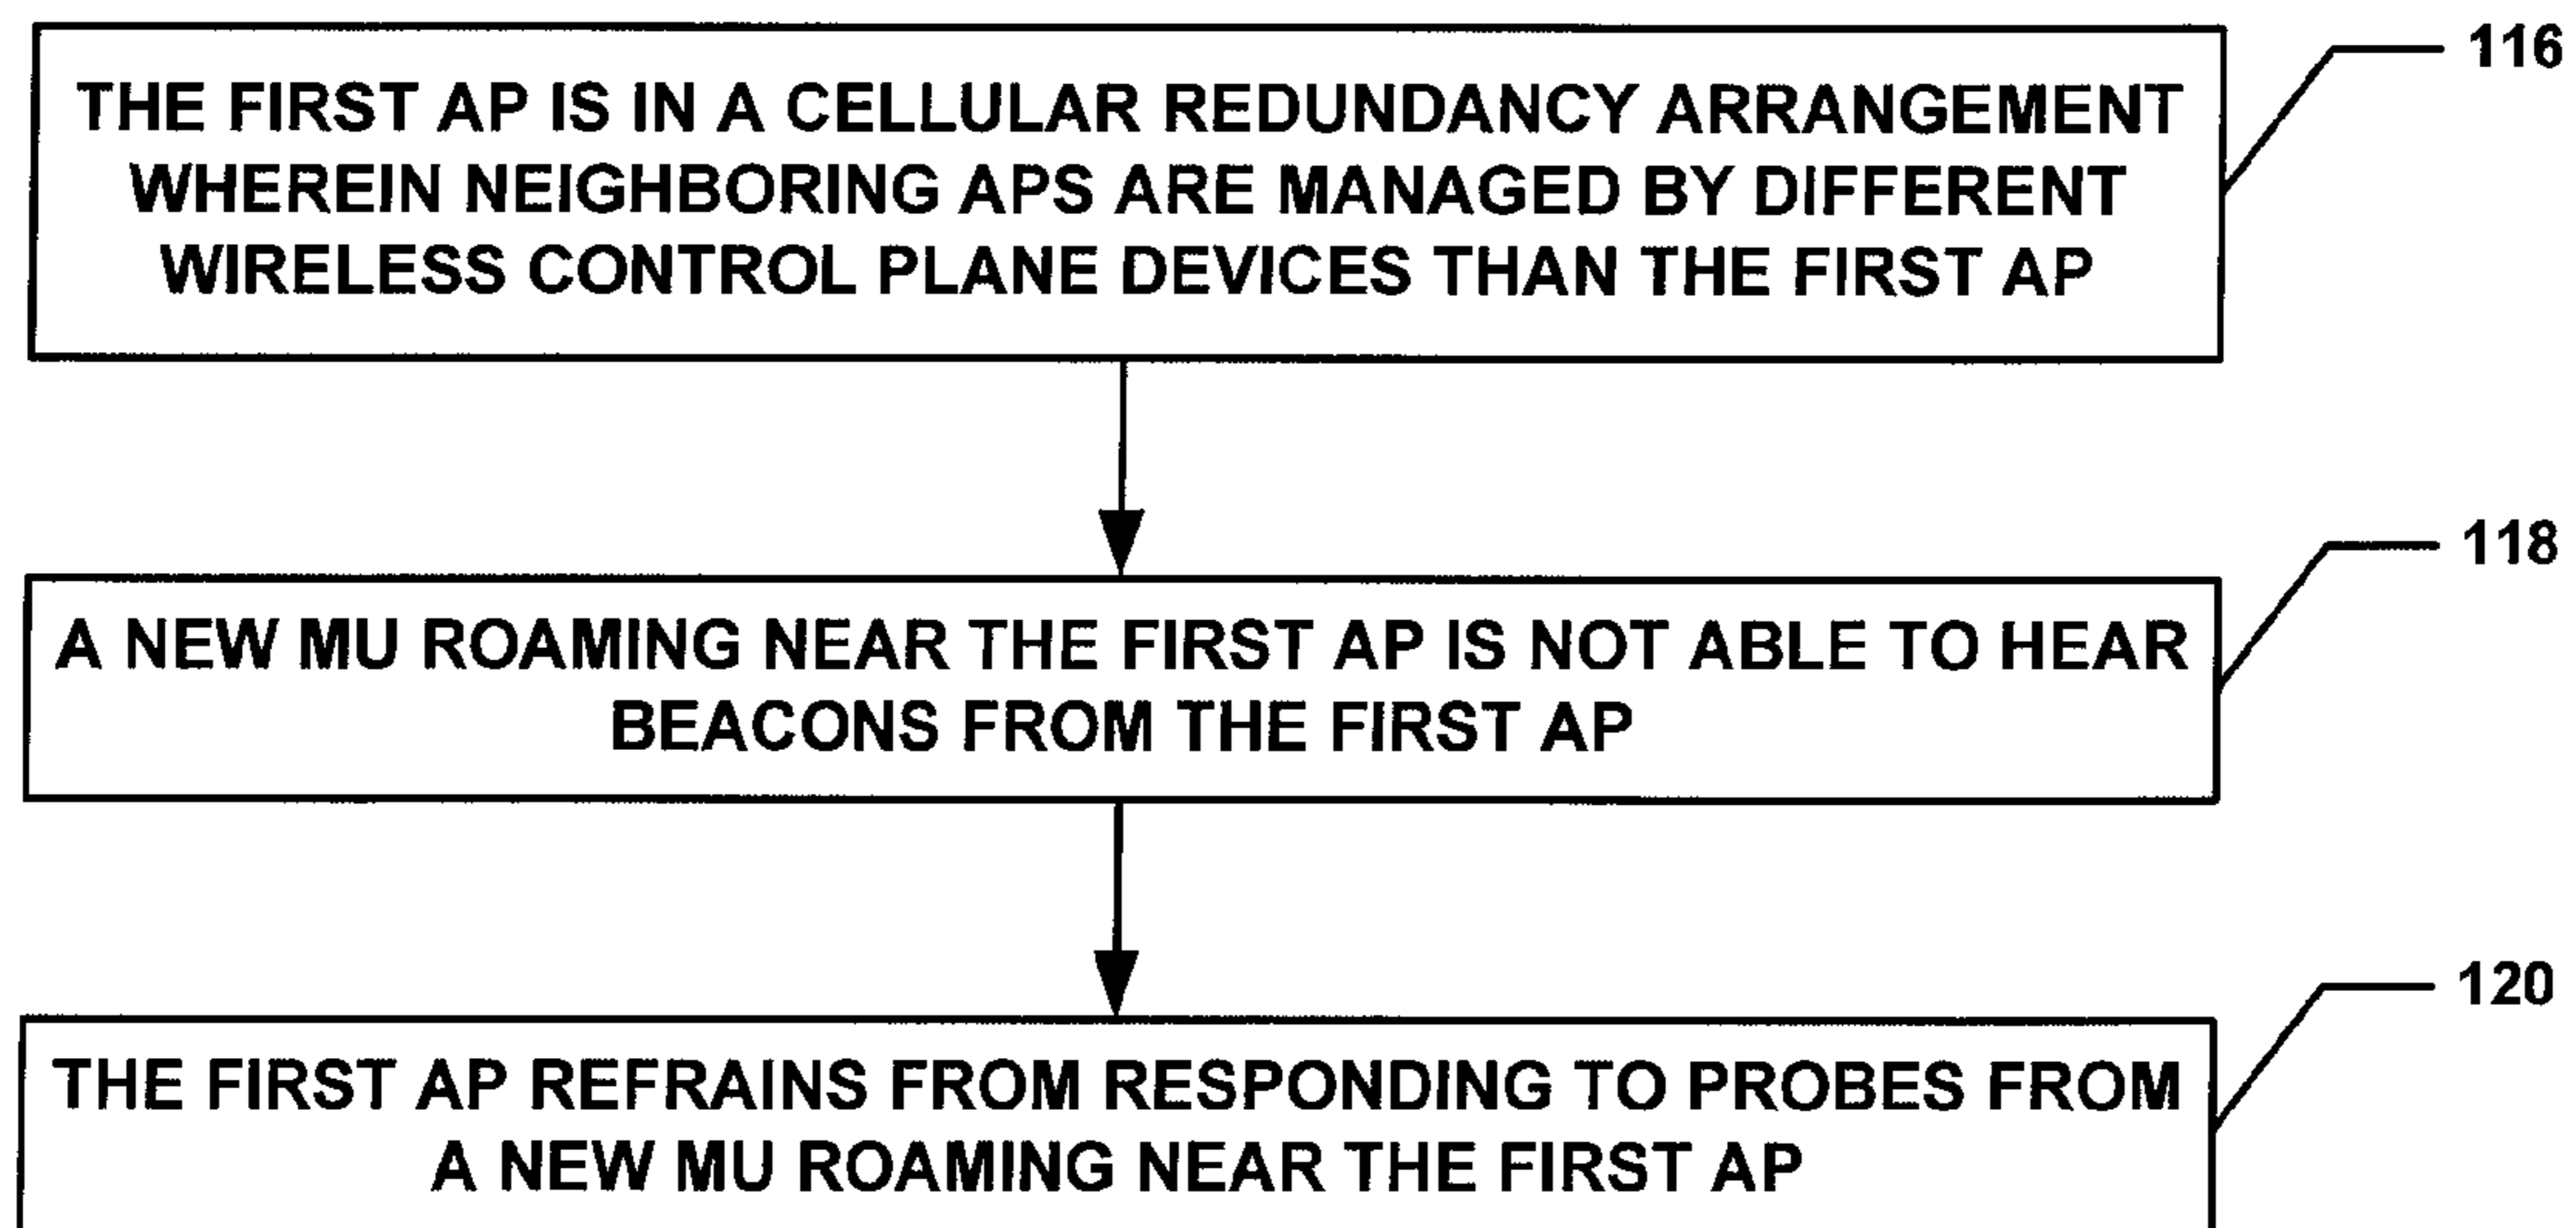 116
THE FIRST AP IS IN A CELLULAR REDUNDANCY ARRANGEMENT
WHEREIN NEIGHBORING APS ARE MANAGED BY DIFFERENT
WIRELESS CONTROL PLANE DEVICES THAN THE FIRST AP
118
A NEW MU ROAMING NEAR THE FIRST AP IS NOT ABLE TO HEAR
BEACONS FROM THE FIRST AP
120
THE FIRST AP REFRAINS FROM RESPONDING TO PROBES FROM
A NEW MU ROAMING NEAR THE FIRST AP